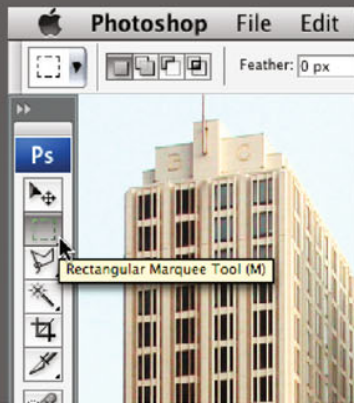 Photoshop File Edit
Feather: 0 px
Ps
Rectangular Marquee Tool (M)